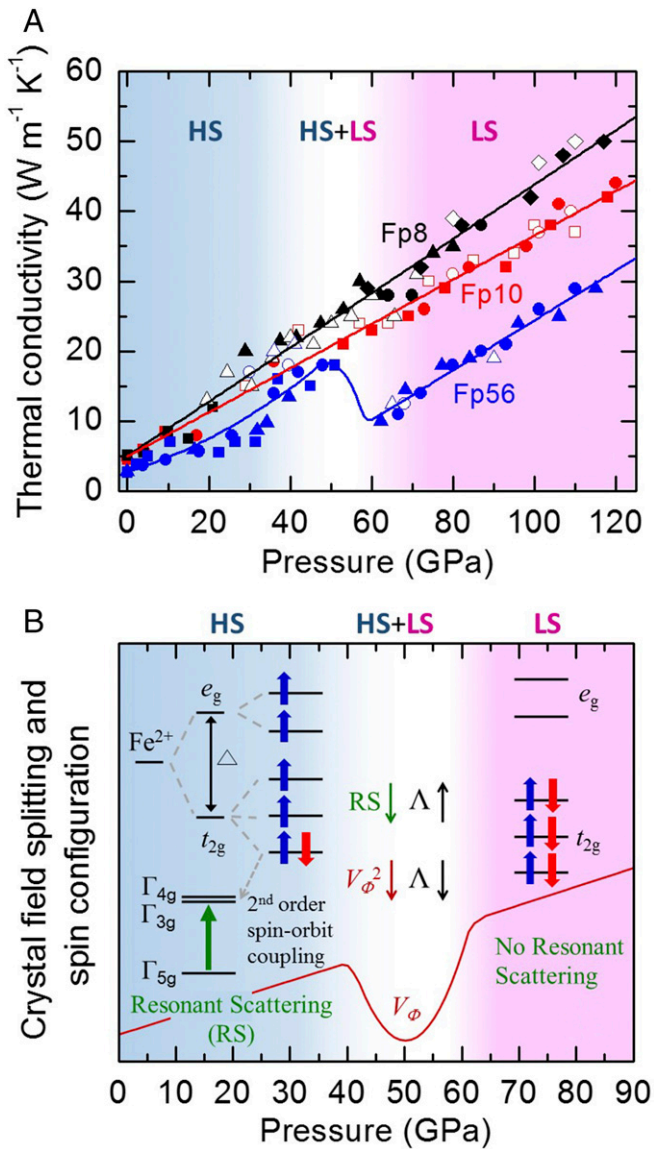 A
Thermal conductivity (W m⁻¹ K⁻¹)
60
50
40
30
20
10
0
HS
HS+LS
LS
Fp8
Fp10
Fp56
0 20 40 60 80 100 120
Pressure (GPa)
B
HS
HS+LS
LS
Crystal field splitting and
spin configuration
e_g
Fe²⁺
△
t_2g
Γ_4g
Γ_3g
Γ_5g
2nd order
spin-orbit
coupling
Resonant Scattering
(RS)
RS↓ Λ↑
V_Φ²↓ Λ↓
V_Φ
e_g
t_2g
No Resonant
Scattering
0 10 20 30 40 50 60 70 80 90
Pressure (GPa)